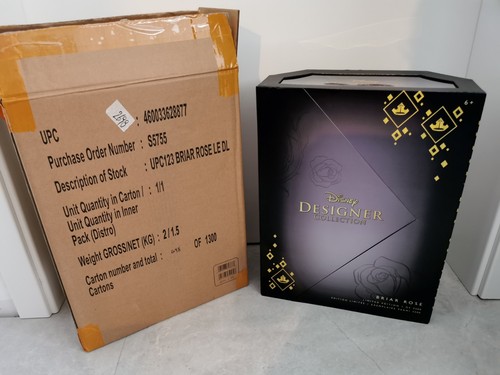 2148
UPC : 460033628877
Purchase Order Number : S5755
Description of Stock : UPC123 BRIAR ROSE LE DL
Unit Quantity in Carton / : 1/1
Unit Quantity in Inner
Pack (Distro)
Weight GROSS/NET (KG) : 2/1.5
Carton number and total : OF 1300
Cartons
6+
Disney
DESIGNER
COLLECTION
BRIAR ROSE